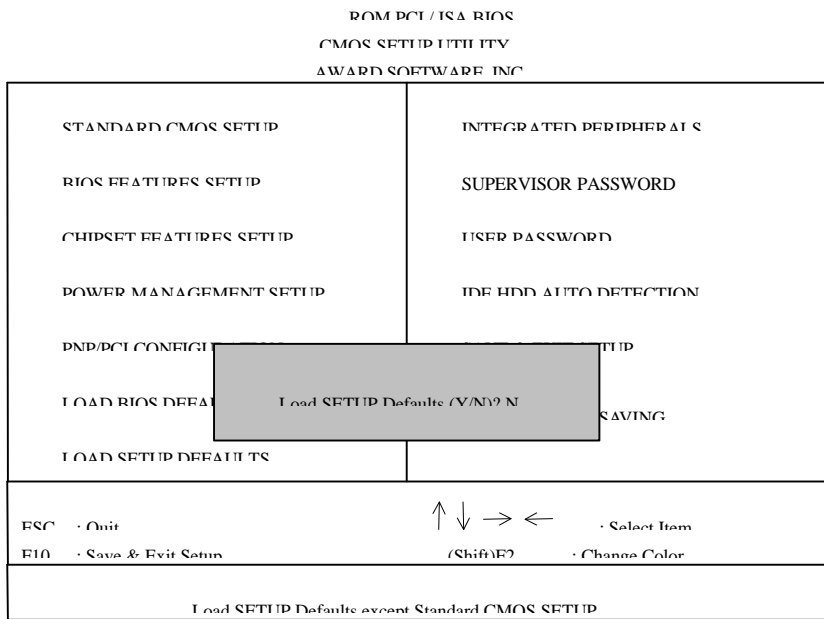 ROM PCI / ISA BIOS
CMOS SETUP UTILITY
AWARD SOFTWARE, INC
STANDARD CMOS SETUP
BIOS FEATURES SETUP
CHIPSET FEATURES SETUP
POWER MANAGEMENT SETUP
PNP/PCI
LOAD BIOS
LOAD SETUP DEFAULTS
INTEGRATED PERIPHERALS
SUPERVISOR PASSWORD
USER PASSWORD
IDE HDD AUTO DETECTION
SAVING
Load SETUP Defaults (Y/N)? N
ESC : Quit
↑ ↓ → ← : Select Item
F10 : Save & Exit Setup
(Shift)F2 : Change Color
Load SETUP Defaults except Standard CMOS SETUP